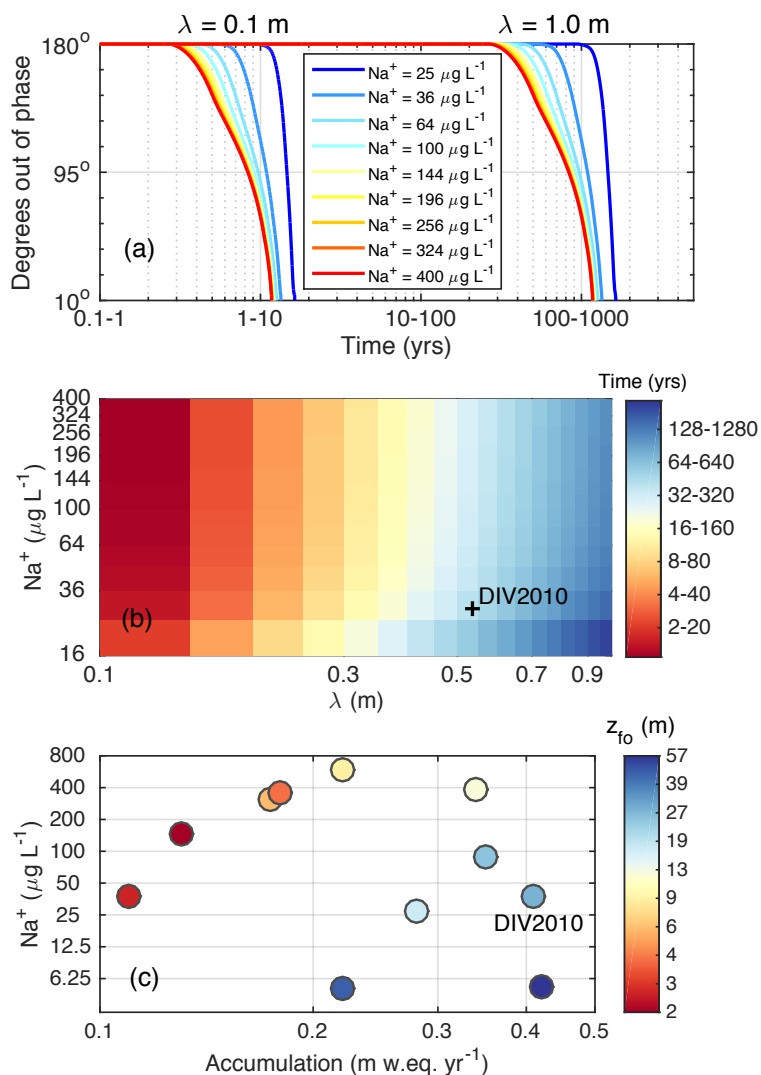 λ = 0.1 m λ = 1.0 m
180°
95°
10°
Degrees out of phase
Na⁺ = 25 μg L⁻¹
Na⁺ = 36 μg L⁻¹
Na⁺ = 64 μg L⁻¹
Na⁺ = 100 μg L⁻¹
Na⁺ = 144 μg L⁻¹
Na⁺ = 196 μg L⁻¹
Na⁺ = 256 μg L⁻¹
Na⁺ = 324 μg L⁻¹
Na⁺ = 400 μg L⁻¹
(a)
0.1-1 1-10 10-100 100-1000
Time (yrs)
Time (yrs)
400
324
256
196
144
100
64
36
16
Na⁺ (μg L⁻¹)
DIV2010
(b)
128-1280
64-640
32-320
16-160
8-80
4-40
2-20
0.1 0.3 0.5 0.7 0.9
λ (m)
z_fo (m)
800
400
200
100
50
25
12.5
6.25
Na⁺ (μg L⁻¹)
DIV2010
(c)
57
39
27
19
13
9
6
4
3
2
0.1 0.2 0.3 0.4 0.5
Accumulation (m w.eq. yr⁻¹)